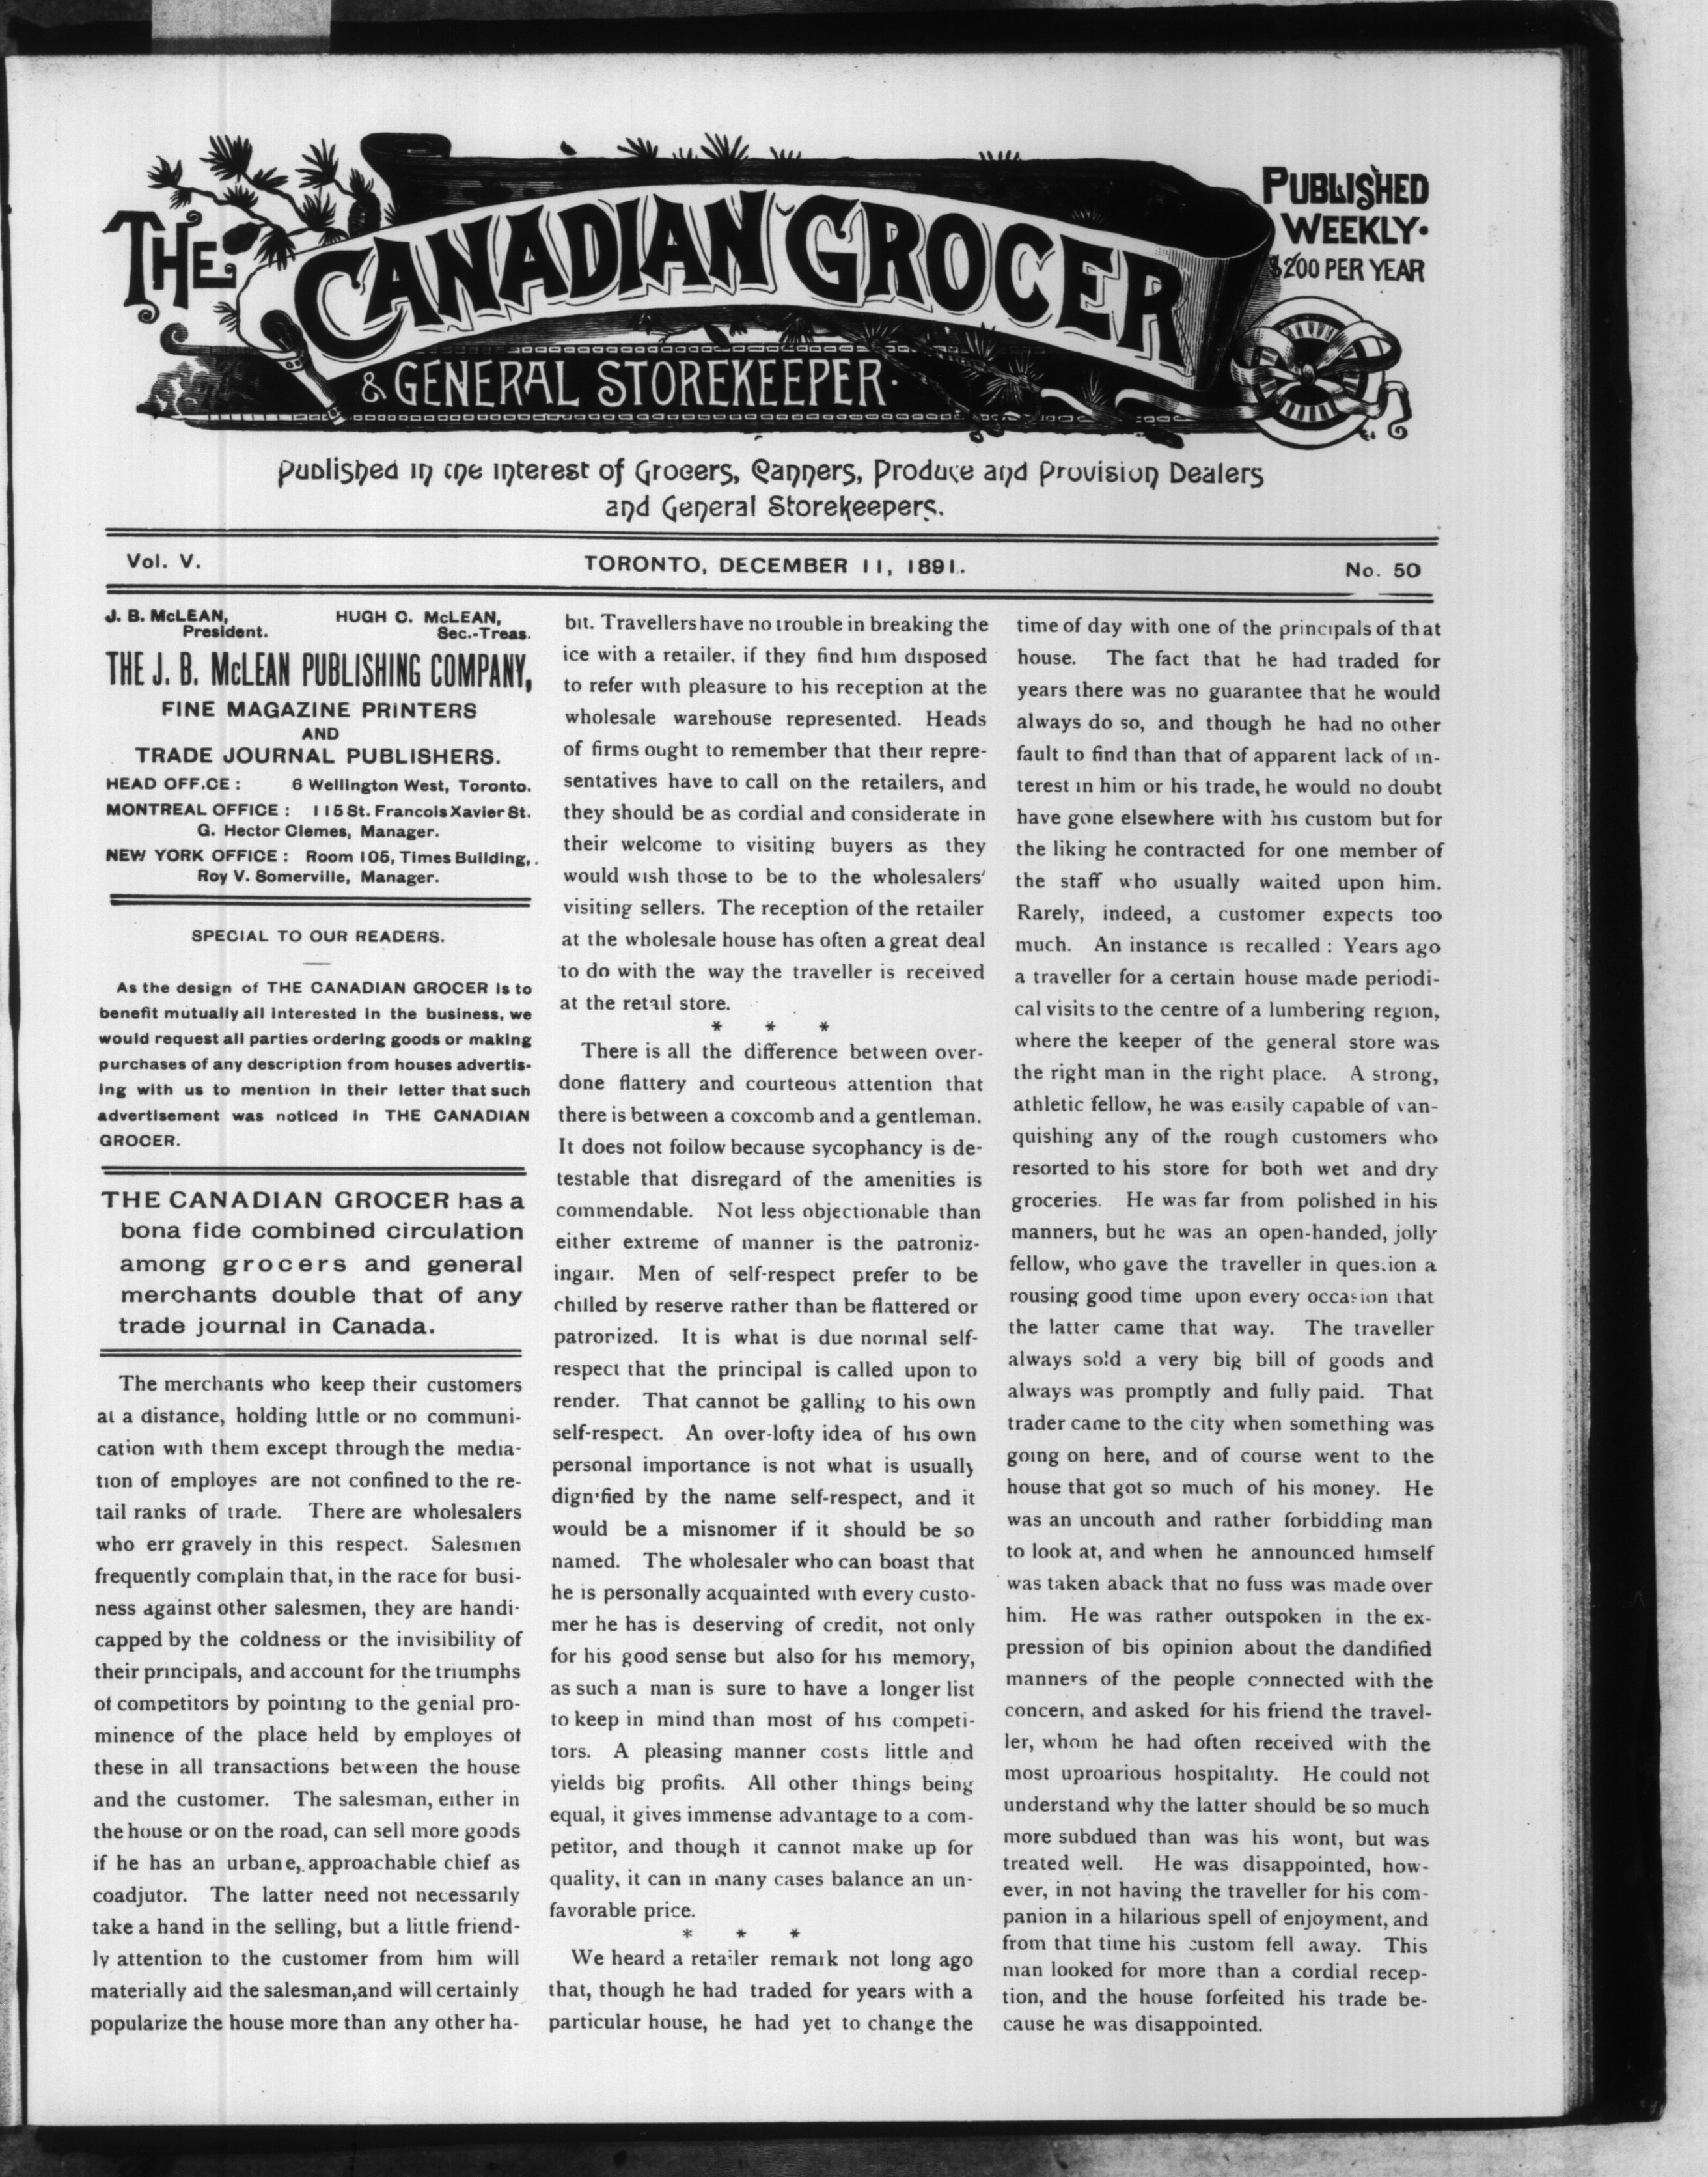 THE CANADIAN GROCER
& GENERAL STOREKEEPER.
PUBLISHED
WEEKLY.
$200 PER YEAR
Published in the interest of Grocers, Canners, Produce and Provision Dealers
and General Storekeepers.
Vol. V.
TORONTO, DECEMBER 11, 1891.
No. 50
J. B. McLEAN, HUGH C. McLEAN,
President. Sec.-Treas.
THE J. B. McLEAN PUBLISHING COMPANY,
FINE MAGAZINE PRINTERS
AND
TRADE JOURNAL PUBLISHERS.
HEAD OFF.CE : 6 Wellington West, Toronto.
MONTREAL OFFICE : 115 St. Francois Xavier St.
G. Hector Clemes, Manager.
NEW YORK OFFICE : Room 105, Times Building,
Roy V. Somerville, Manager.
SPECIAL TO OUR READERS.
As the design of THE CANADIAN GROCER is to
benefit mutually all interested in the business, we
would request all parties ordering goods or making
purchases of any description from houses advertis-
ing with us to mention in their letter that such
advertisement was noticed in THE CANADIAN
GROCER.
THE CANADIAN GROCER has a
bona fide combined circulation
among grocers and general
merchants double that of any
trade journal in Canada.
The merchants who keep their customers
at a distance, holding little or no communi-
cation with them except through the media-
tion of employes are not confined to the re-
tail ranks of trade. There are wholesalers
who err gravely in this respect. Salesmen
frequently complain that, in the race for busi-
ness against other salesmen, they are handi-
capped by the coldness or the invisibility of
their principals, and account for the triumphs
of competitors by pointing to the genial pro-
minence of the place held by employes of
these in all transactions between the house
and the customer. The salesman, either in
the house or on the road, can sell more goods
if he has an urbane, approachable chief as
coadjutor. The latter need not necessarily
take a hand in the selling, but a little friend-
ly attention to the customer from him will
materially aid the salesman,and will certainly
popularize the house more than any other ha-
bit. Travellers have no trouble in breaking the
ice with a retailer, if they find him disposed
to refer with pleasure to his reception at the
wholesale warehouse represented. Heads
of firms ought to remember that their repre-
sentatives have to call on the retailers, and
they should be as cordial and considerate in
their welcome to visiting buyers as they
would wish those to be to the wholesalers'
visiting sellers. The reception of the retailer
at the wholesale house has often a great deal
to do with the way the traveller is received
at the retail store.
* * *
There is all the difference between over-
done flattery and courteous attention that
there is between a coxcomb and a gentleman.
It does not follow because sycophancy is de-
testable that disregard of the amenities is
commendable. Not less objectionable than
either extreme of manner is the patroniz-
ingair. Men of self-respect prefer to be
chilled by reserve rather than be flattered or
patronized. It is what is due normal self-
respect that the principal is called upon to
render. That cannot be galling to his own
self-respect. An over-lofty idea of his own
personal importance is not what is usually
dignified by the name self-respect, and it
would be a misnomer if it should be so
named. The wholesaler who can boast that
he is personally acquainted with every custo-
mer he has is deserving of credit, not only
for his good sense but also for his memory,
as such a man is sure to have a longer list
to keep in mind than most of his competi-
tors. A pleasing manner costs little and
yields big profits. All other things being
equal, it gives immense advantage to a com-
petitor, and though it cannot make up for
quality, it can in many cases balance an un-
favorable price.
* * *
We heard a retailer remark not long ago
that, though he had traded for years with a
particular house, he had yet to change the
time of day with one of the principals of that
house. The fact that he had traded for
years there was no guarantee that he would
always do so, and though he had no other
fault to find than that of apparent lack of in-
terest in him or his trade, he would no doubt
have gone elsewhere with his custom but for
the liking he contracted for one member of
the staff who usually waited upon him.
Rarely, indeed, a customer expects too
much. An instance is recalled : Years ago
a traveller for a certain house made periodi-
cal visits to the centre of a lumbering region,
where the keeper of the general store was
the right man in the right place. A strong,
athletic fellow, he was easily capable of van-
quishing any of the rough customers who
resorted to his store for both wet and dry
groceries. He was far from polished in his
manners, but he was an open-handed, jolly
fellow, who gave the traveller in question a
rousing good time upon every occasion that
the latter came that way. The traveller
always sold a very big bill of goods and
always was promptly and fully paid. That
trader came to the city when something was
going on here, and of course went to the
house that got so much of his money. He
was an uncouth and rather forbidding man
to look at, and when he announced himself
was taken aback that no fuss was made over
him. He was rather outspoken in the ex-
pression of bis opinion about the dandified
manners of the people connected with the
concern, and asked for his friend the travel-
ler, whom he had often received with the
most uproarious hospitality. He could not
understand why the latter should be so much
more subdued than was his wont, but was
treated well. He was disappointed, how-
ever, in not having the traveller for his com-
panion in a hilarious spell of enjoyment, and
from that time his custom fell away. This
man looked for more than a cordial recep-
tion, and the house forfeited his trade be-
cause he was disappointed.